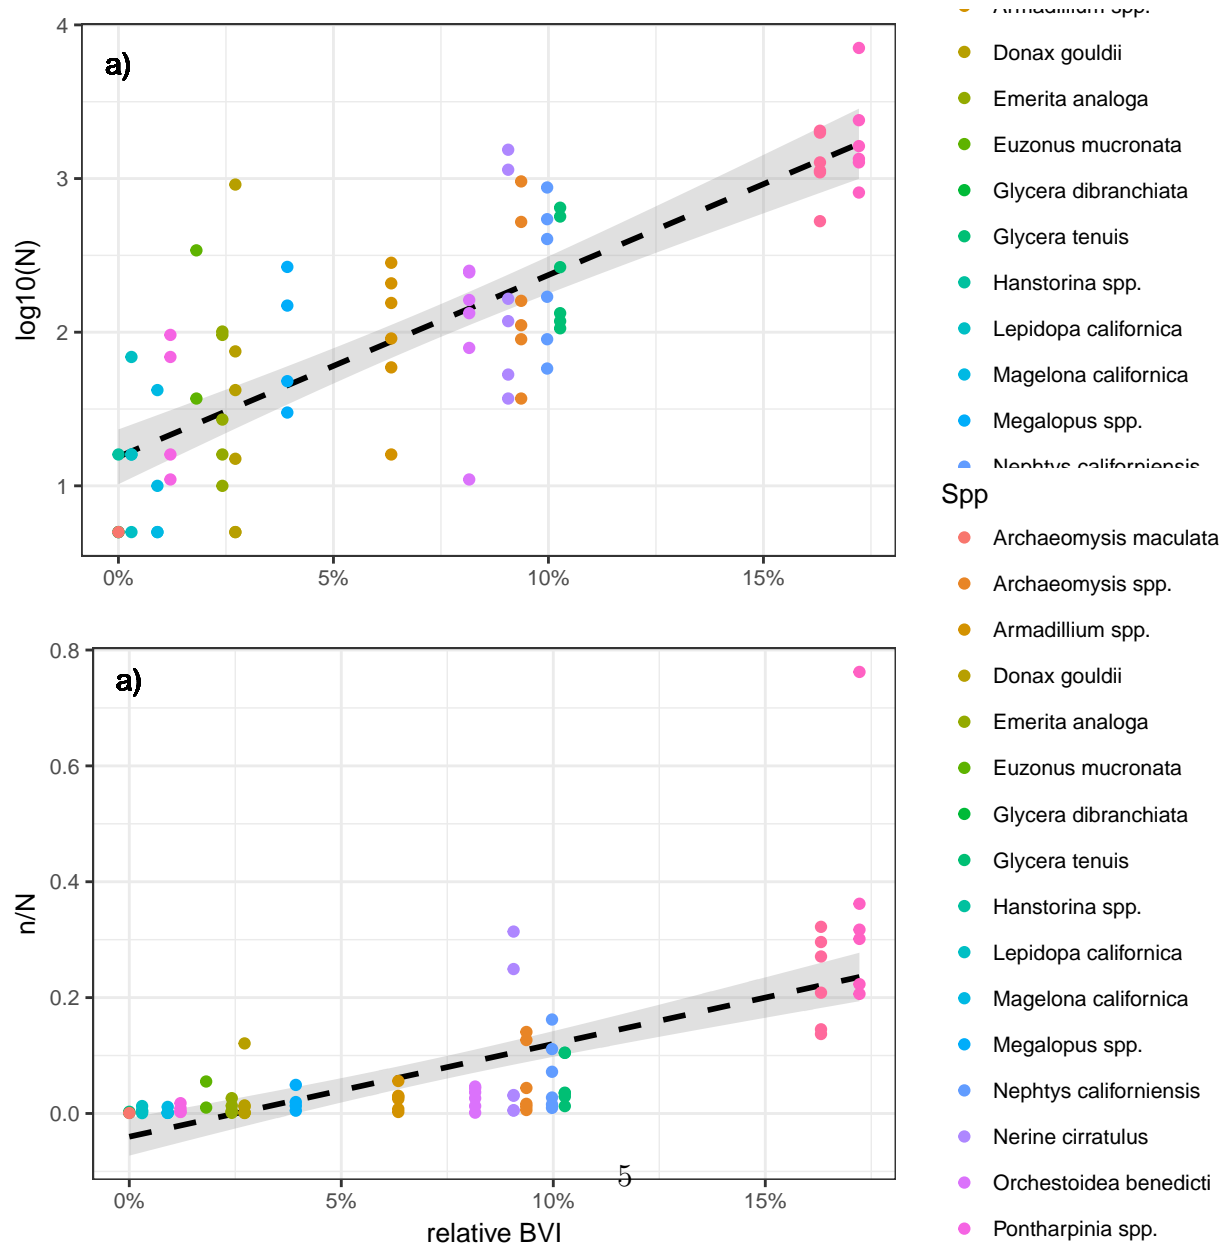 a)
4
3
2
1
log10(N)
0%
5%
10%
15%
Armadillium spp.
Donax gouldii
Emerita analoga
Euzonus mucronata
Glycera dibranchiata
Glycera tenuis
Hanstorina spp.
Lepidopa californica
Magelona californica
Megalopus spp.
Nephtys californiensis
a)
0.8
0.6
0.4
0.2
0.0
n/N
0%
5%
10%
15%
relative BVI
5
Spp
Archaeomysis maculata
Archaeomysis spp.
Armadillium spp.
Donax gouldii
Emerita analoga
Euzonus mucronata
Glycera dibranchiata
Glycera tenuis
Hanstorina spp.
Lepidopa californica
Magelona californica
Megalopus spp.
Nephtys californiensis
Nerine cirratulus
Orchestoidea benedicti
Pontharpinia spp.